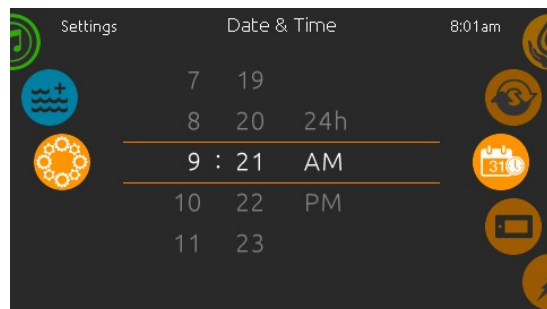 Settings Date & Time 8:01am
7 19
8 20 24h
9 : 21 AM
10 22 PM
11 23
31